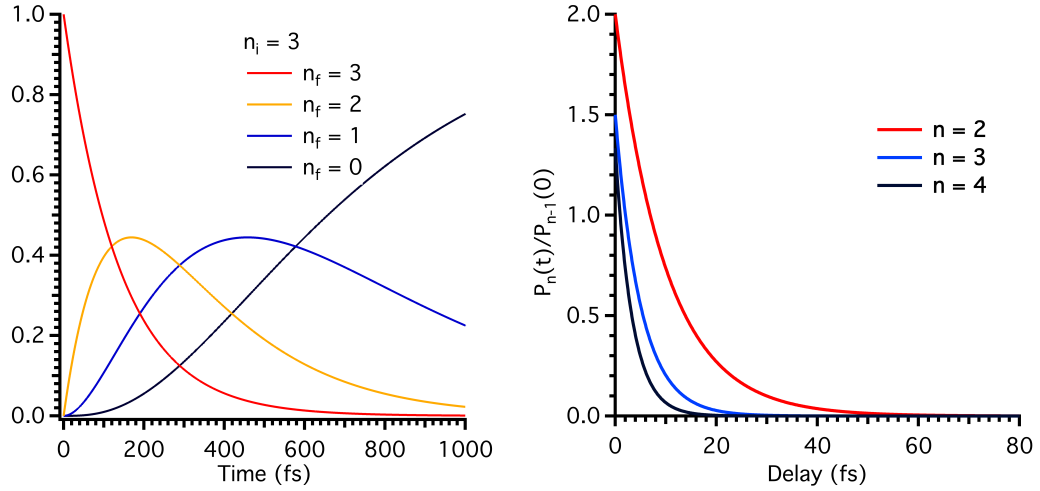 1.0
0.8
0.6
0.4
0.2
0.0
0
200
400
600
800
1000
Time (fs)
nᵢ = 3
n_f = 3
n_f = 2
n_f = 1
n_f = 0
2.0
1.5
1.0
0.5
0.0
Pₙ(t)/Pₙ₋₁(0)
0
20
40
60
80
Delay (fs)
n = 2
n = 3
n = 4